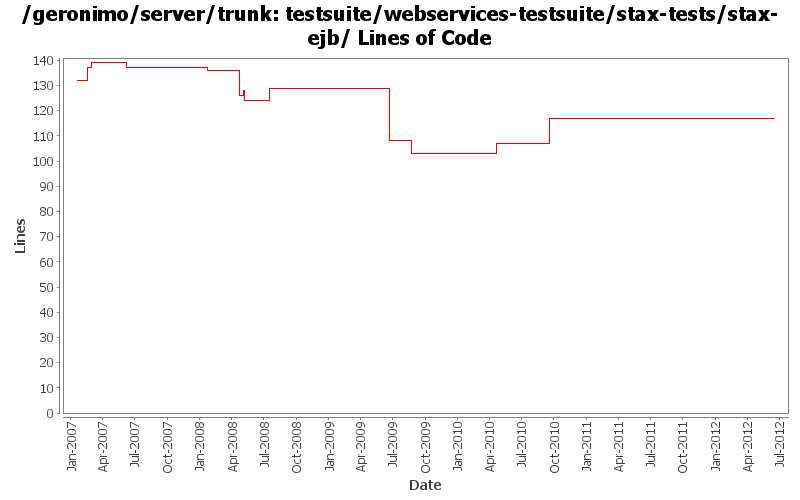 /geronimo/server/trunk: testsuite/webservices-testsuite/stax-tests/stax-
ejb/ Lines of Code
140
130
120
110
100
90
80
70
60
50
40
30
20
10
0
Lines
Jan-2007
Apr-2007
Jul-2007
Oct-2007
Jan-2008
Apr-2008
Jul-2008
Oct-2008
Jan-2009
Apr-2009
Jul-2009
Oct-2009
Jan-2010
Apr-2010
Jul-2010
Oct-2010
Jan-2011
Apr-2011
Jul-2011
Oct-2011
Jan-2012
Apr-2012
Jul-2012
Date